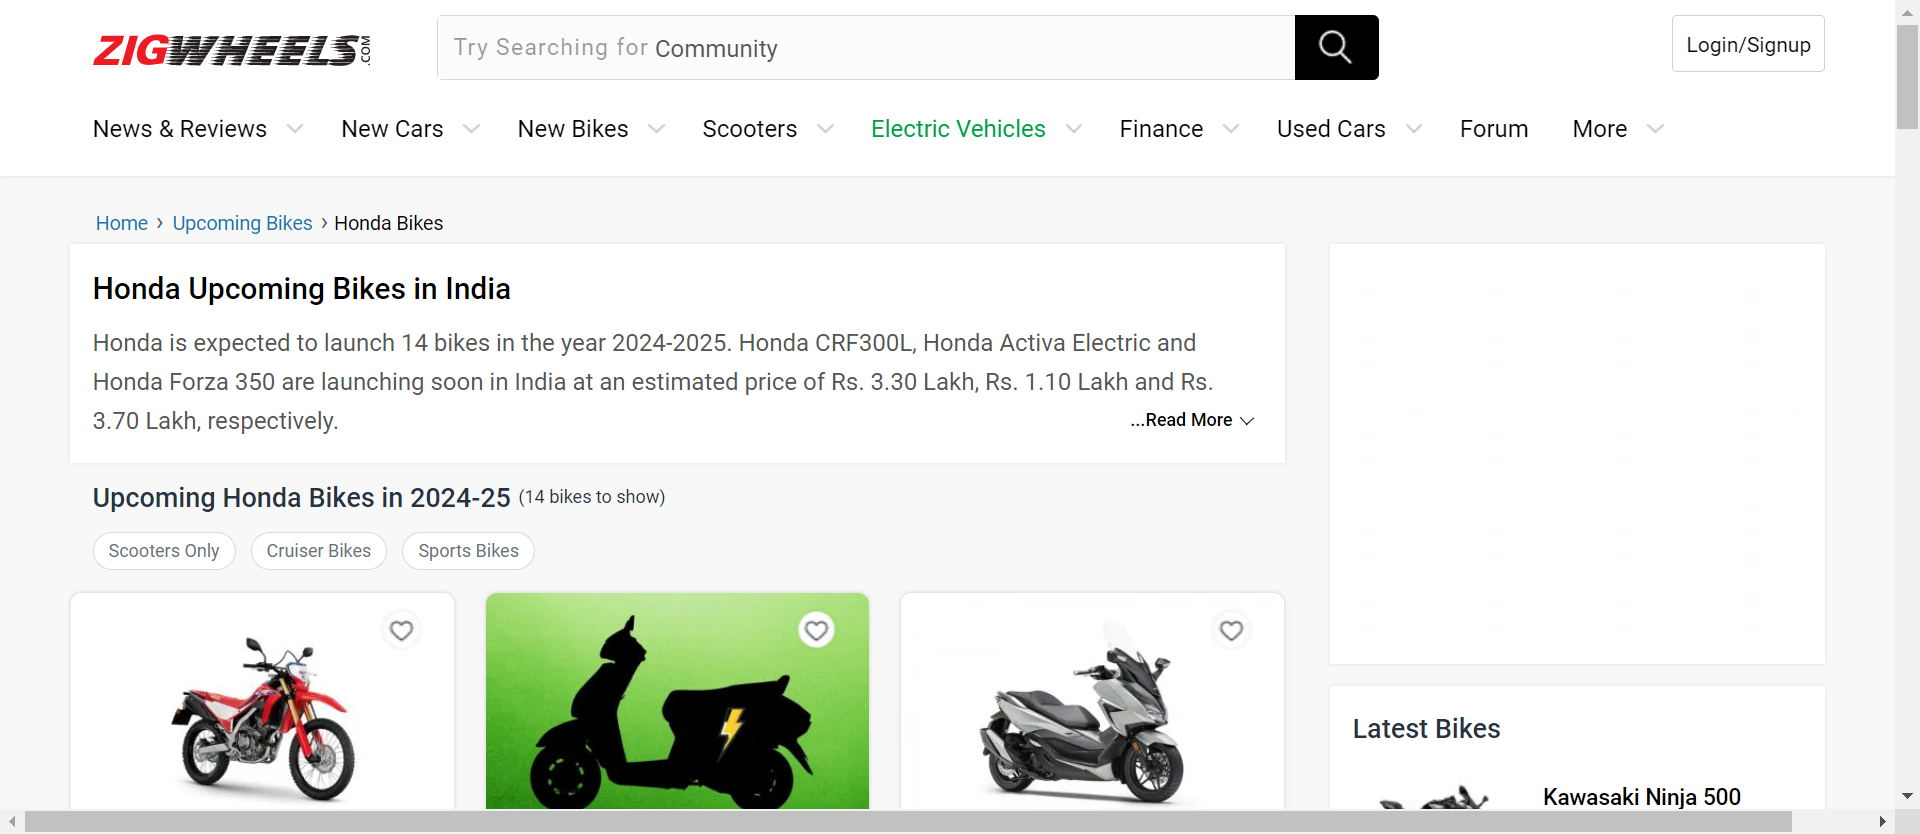 ZIGWHEELS.COM
Try Searching for Community
Login/Signup
News & Reviews New Cars New Bikes Scooters Electric Vehicles Finance Used Cars Forum More
Home › Upcoming Bikes › Honda Bikes
Honda Upcoming Bikes in India
Honda is expected to launch 14 bikes in the year 2024-2025. Honda CRF300L, Honda Activa Electric and
Honda Forza 350 are launching soon in India at an estimated price of Rs. 3.30 Lakh, Rs. 1.10 Lakh and Rs.
3.70 Lakh, respectively.
...Read More
Upcoming Honda Bikes in 2024-25 (14 bikes to show)
Scooters Only Cruiser Bikes Sports Bikes
Latest Bikes
Kawasaki Ninja 500